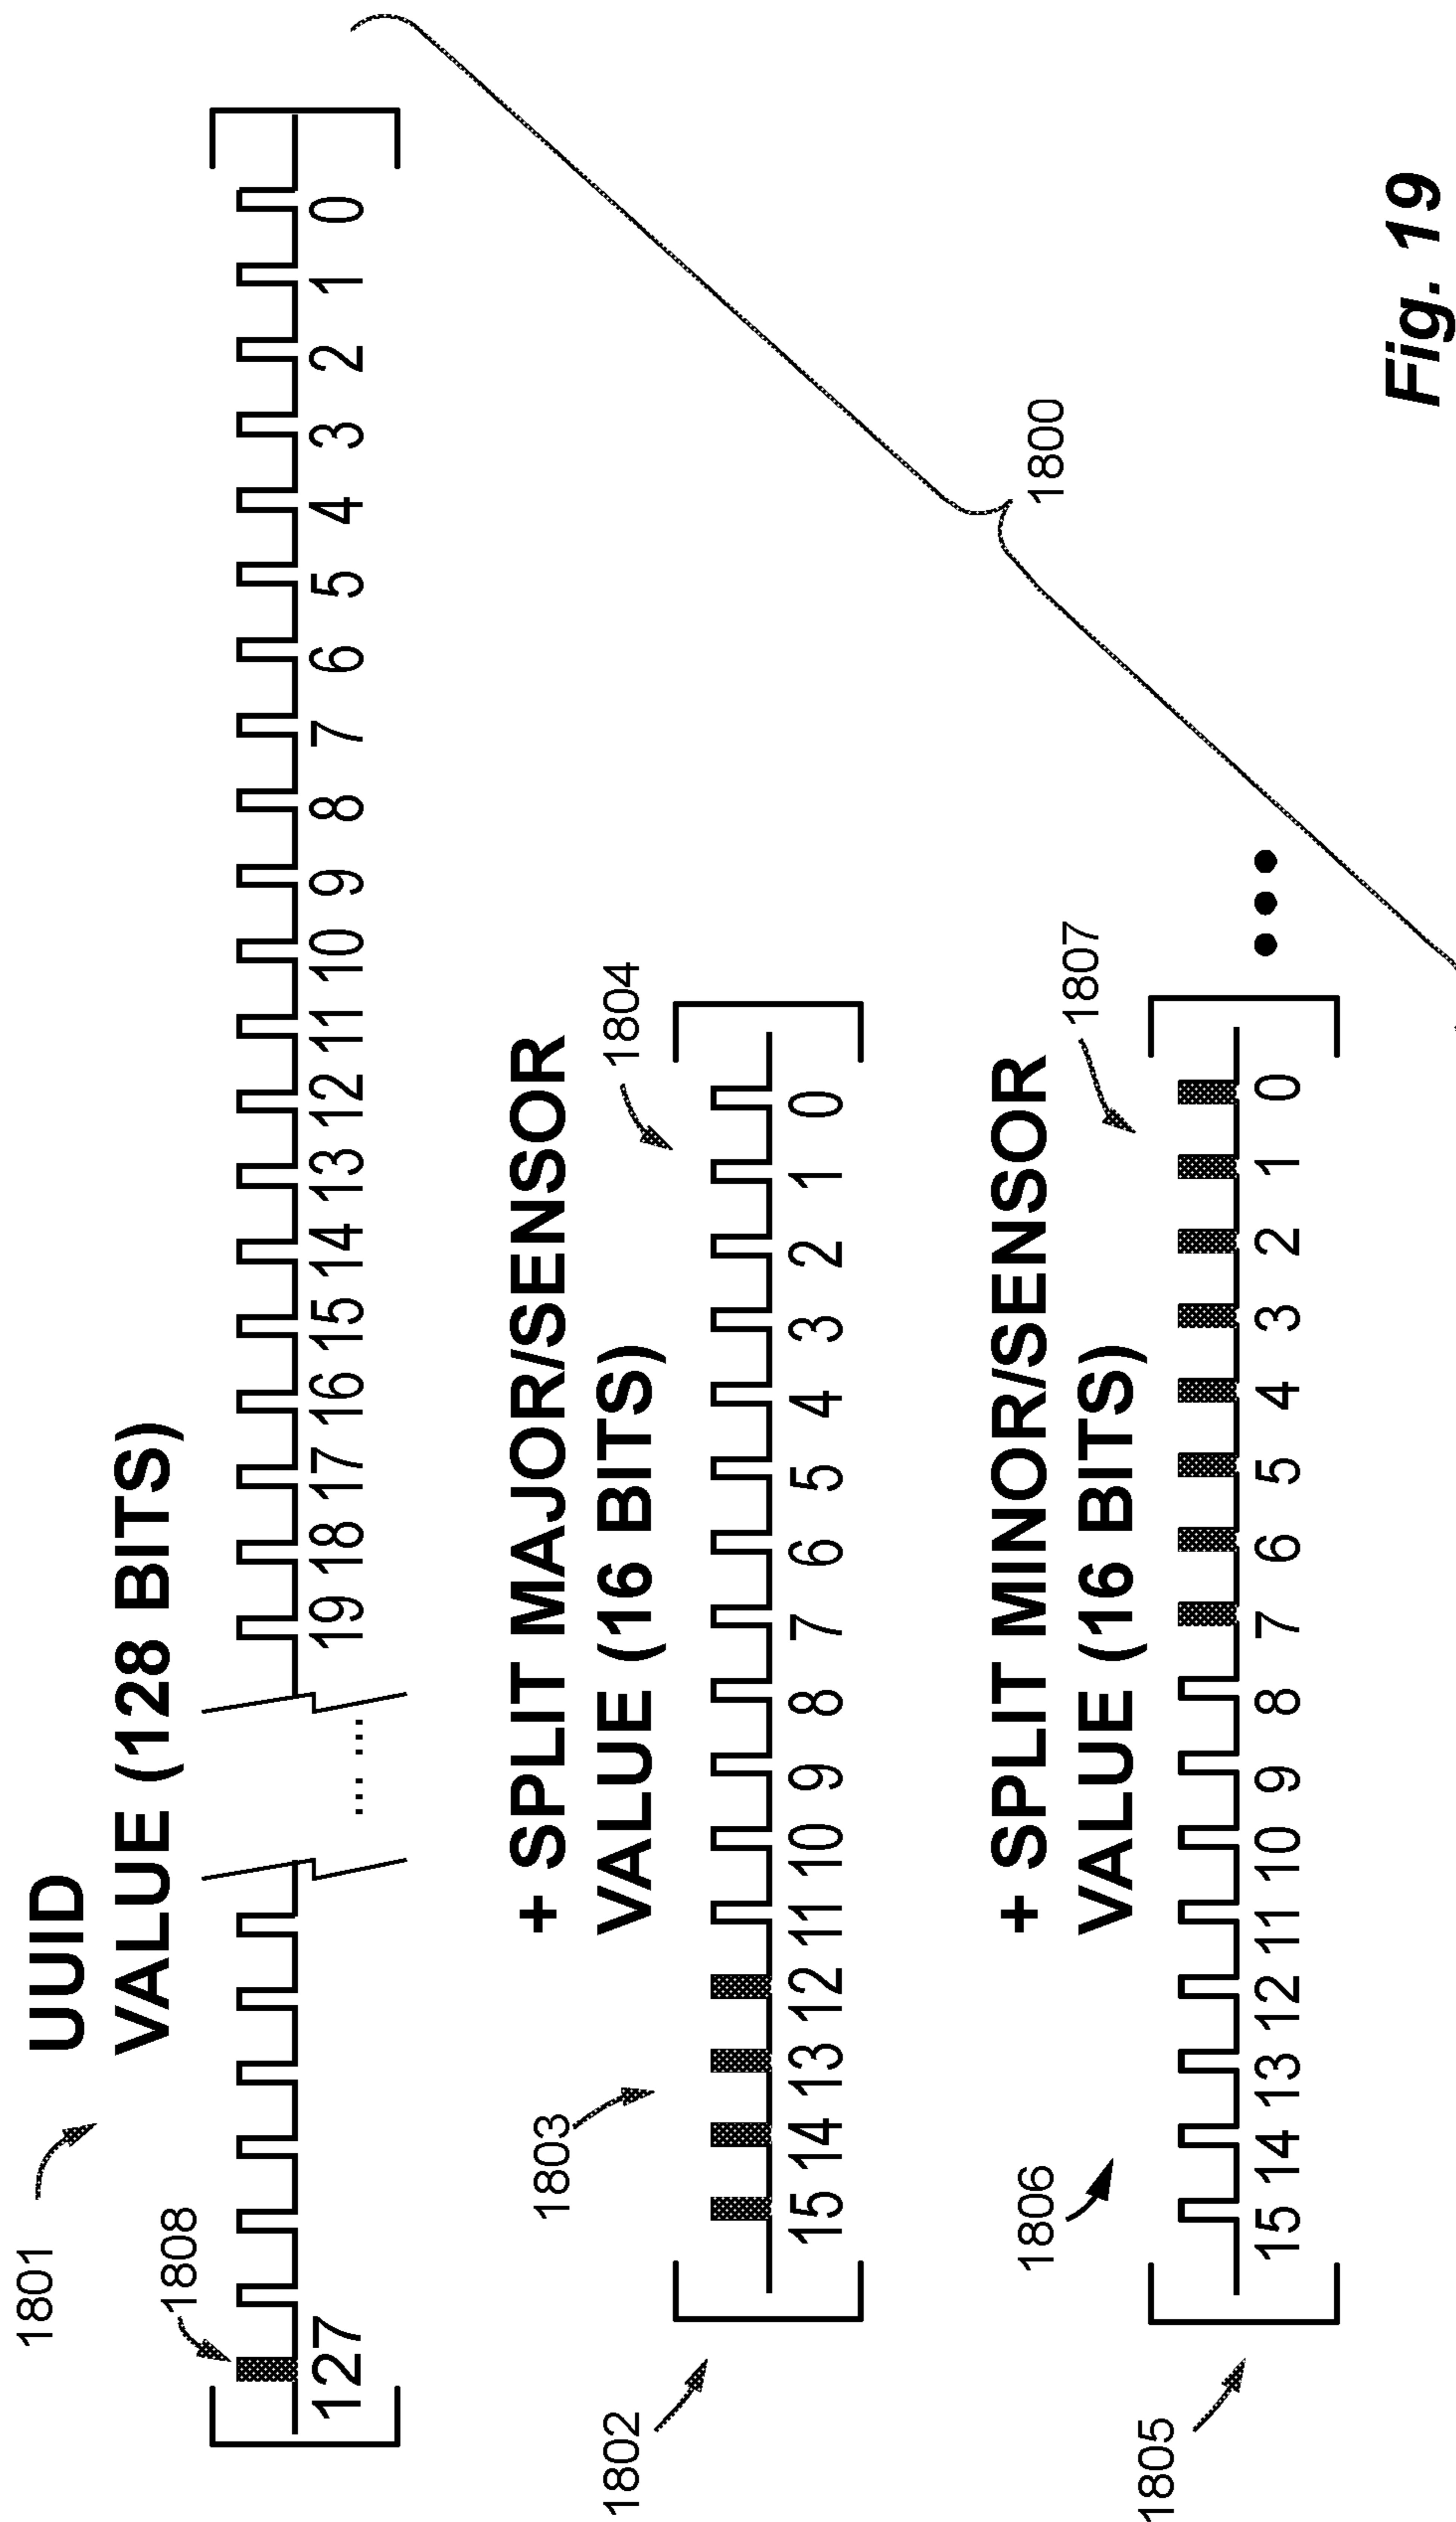 1801
UUID
VALUE (128 BITS)
1808
127 ... ... 19 18 17 16 15 14 13 12 11 10 9 8 7 6 5 4 3 2 1 0
1802
+ SPLIT MAJOR/SENSOR
VALUE (16 BITS)
1803
1804
15 14 13 12 11 10 9 8 7 6 5 4 3 2 1 0
1800
1805
+ SPLIT MINOR/SENSOR
VALUE (16 BITS)
1806
1807
15 14 13 12 11 10 9 8 7 6 5 4 3 2 1 0
Fig. 19